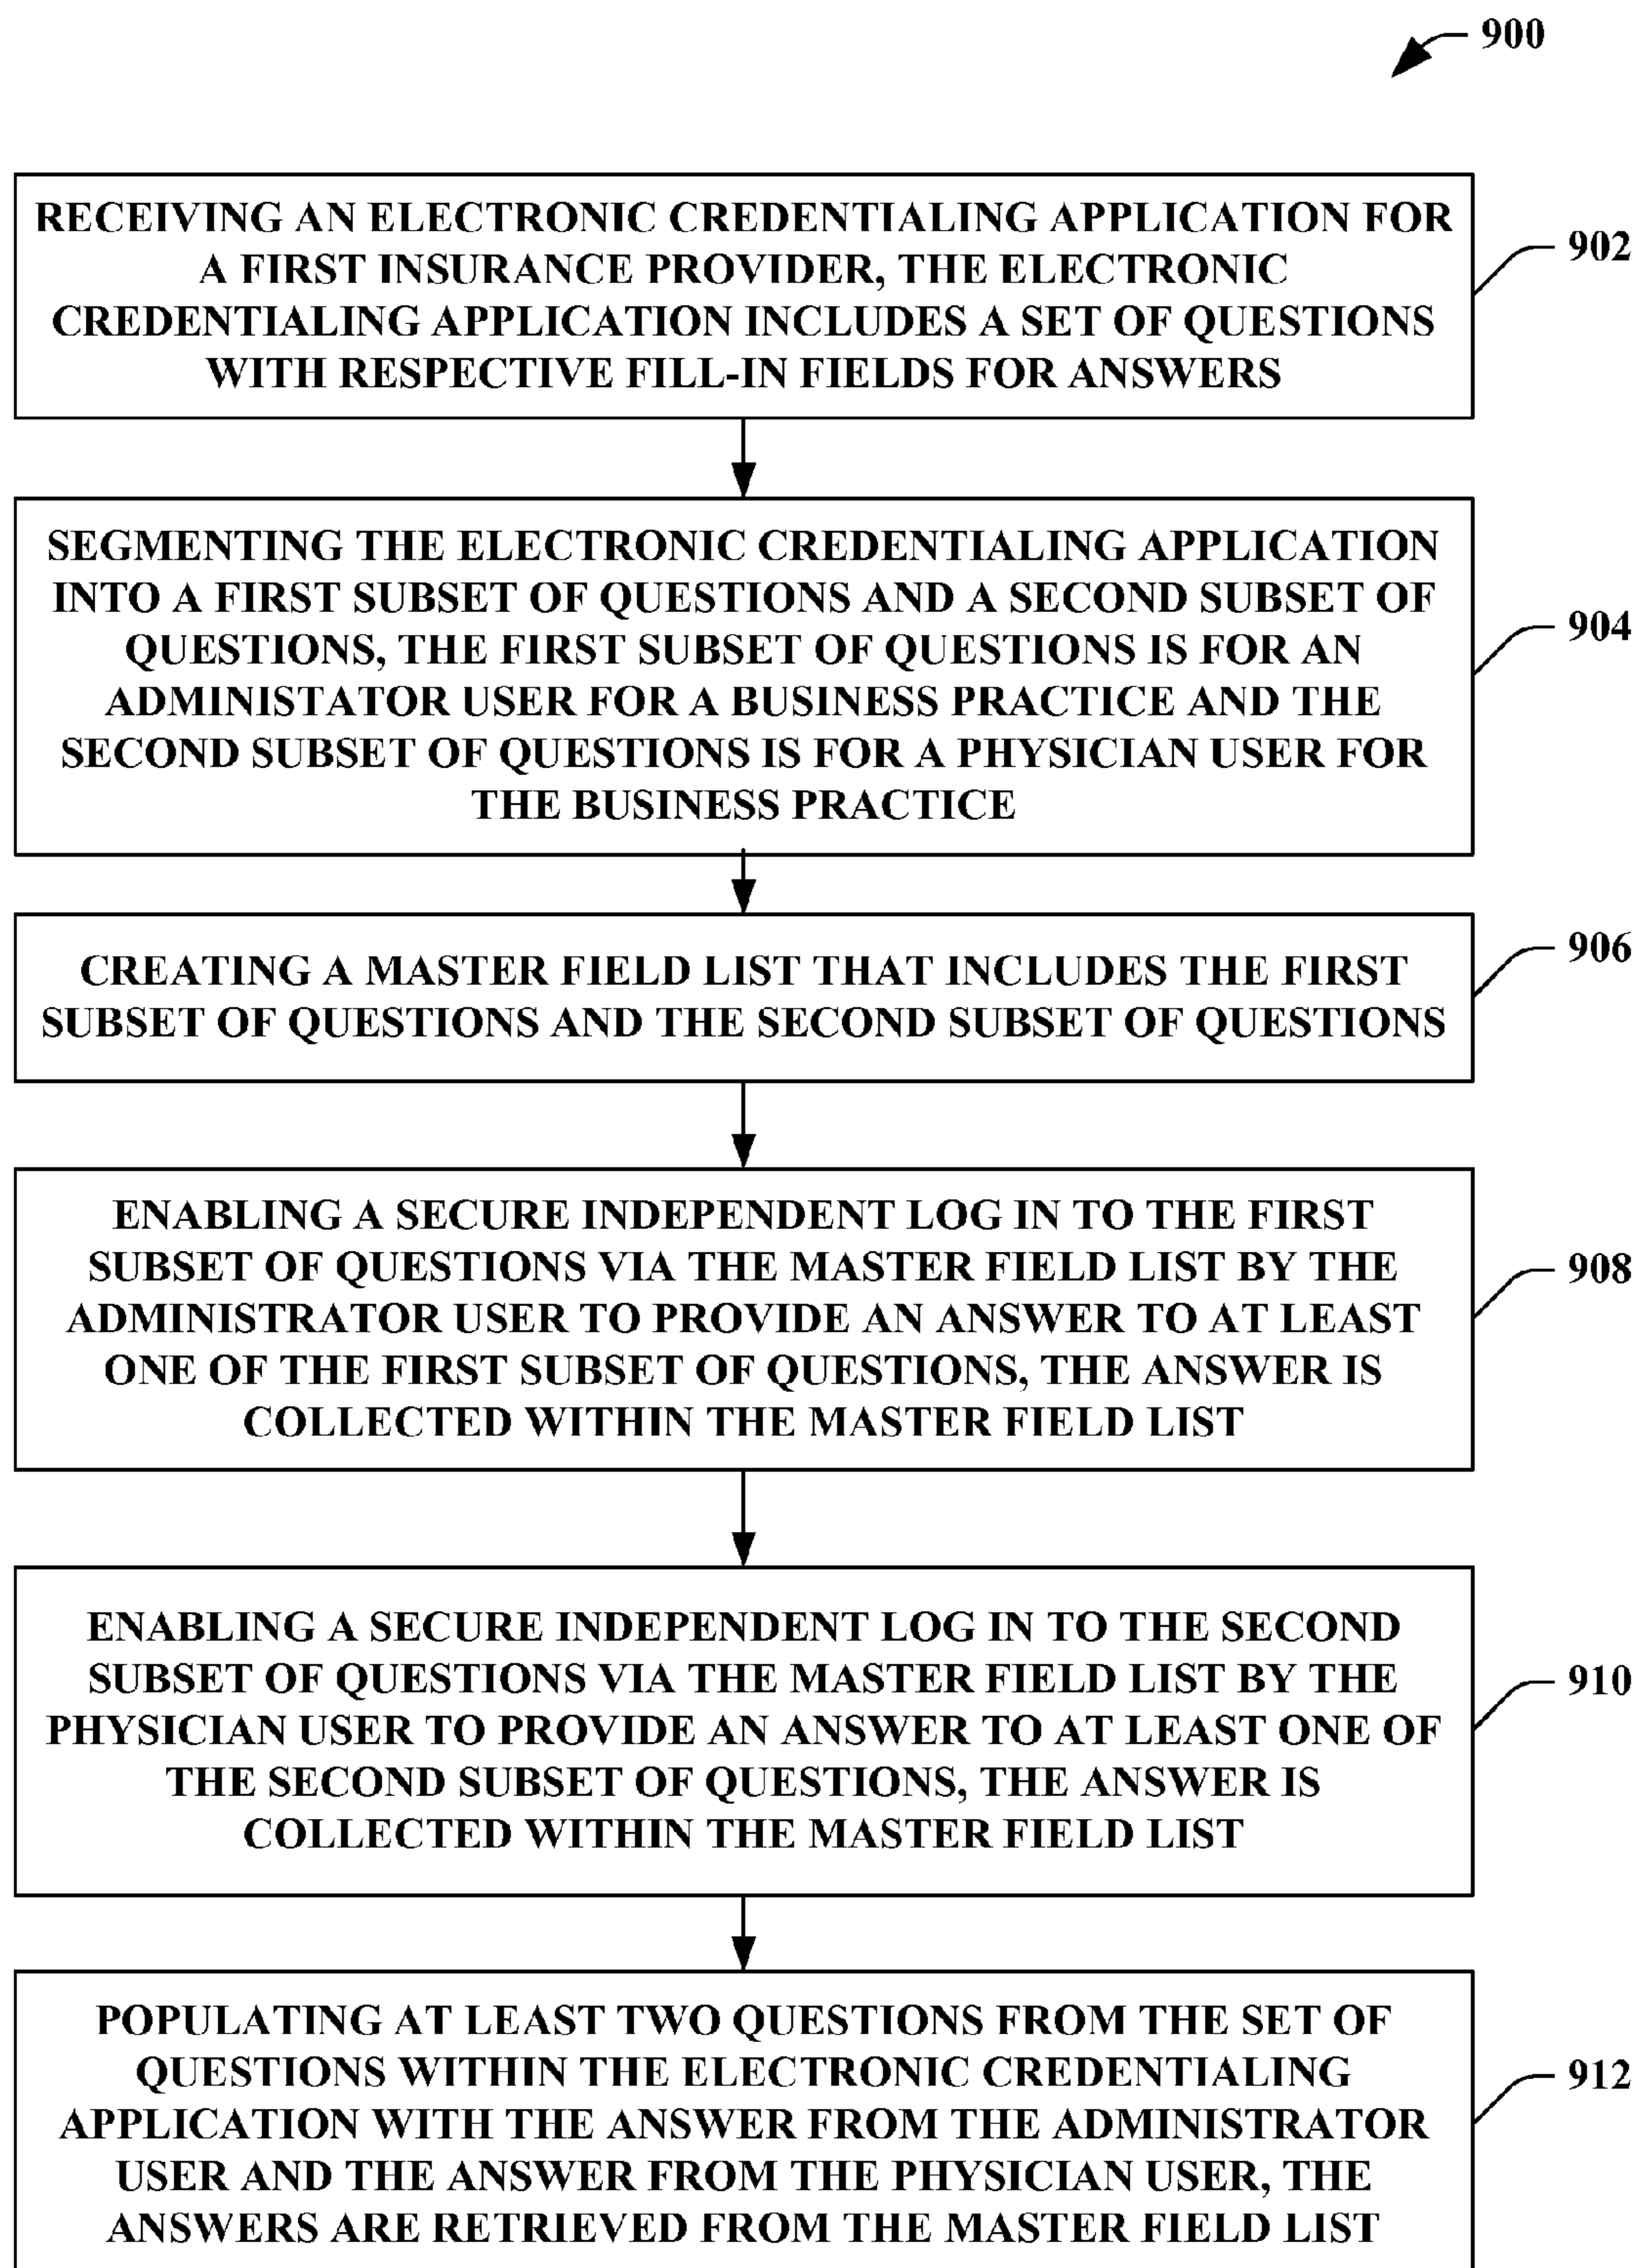 900
RECEIVING AN ELECTRONIC CREDENTIALING APPLICATION FOR
A FIRST INSURANCE PROVIDER, THE ELECTRONIC
CREDENTIALING APPLICATION INCLUDES A SET OF QUESTIONS
WITH RESPECTIVE FILL-IN FIELDS FOR ANSWERS
902
SEGMENTING THE ELECTRONIC CREDENTIALING APPLICATION
INTO A FIRST SUBSET OF QUESTIONS AND A SECOND SUBSET OF
QUESTIONS, THE FIRST SUBSET OF QUESTIONS IS FOR AN
ADMINISTATOR USER FOR A BUSINESS PRACTICE AND THE
SECOND SUBSET OF QUESTIONS IS FOR A PHYSICIAN USER FOR
THE BUSINESS PRACTICE
904
CREATING A MASTER FIELD LIST THAT INCLUDES THE FIRST
SUBSET OF QUESTIONS AND THE SECOND SUBSET OF QUESTIONS
906
ENABLING A SECURE INDEPENDENT LOG IN TO THE FIRST
SUBSET OF QUESTIONS VIA THE MASTER FIELD LIST BY THE
ADMINISTRATOR USER TO PROVIDE AN ANSWER TO AT LEAST
ONE OF THE FIRST SUBSET OF QUESTIONS, THE ANSWER IS
COLLECTED WITHIN THE MASTER FIELD LIST
908
ENABLING A SECURE INDEPENDENT LOG IN TO THE SECOND
SUBSET OF QUESTIONS VIA THE MASTER FIELD LIST BY THE
PHYSICIAN USER TO PROVIDE AN ANSWER TO AT LEAST ONE OF
THE SECOND SUBSET OF QUESTIONS, THE ANSWER IS
COLLECTED WITHIN THE MASTER FIELD LIST
910
POPULATING AT LEAST TWO QUESTIONS FROM THE SET OF
QUESTIONS WITHIN THE ELECTRONIC CREDENTIALING
APPLICATION WITH THE ANSWER FROM THE ADMINISTRATOR
USER AND THE ANSWER FROM THE PHYSICIAN USER, THE
ANSWERS ARE RETRIEVED FROM THE MASTER FIELD LIST
912